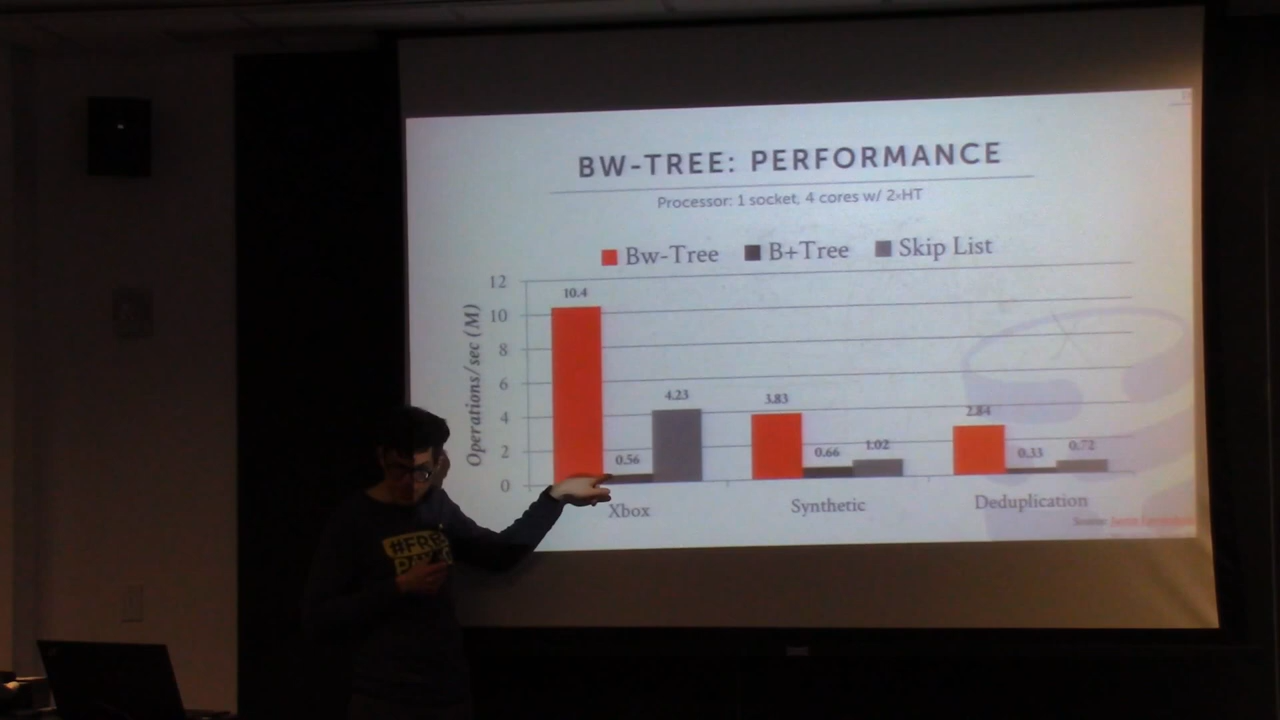 BW-TREE: PERFORMANCE
Processor: 1 socket, 4 cores w/ 2xHT
Bw-Tree B+Tree Skip List
Operations/sec (M)
12
10
8
6
4
2
0
10.4
0.56
4.23
3.83
0.66
1.02
2.84
0.33
0.72
Xbox Synthetic Deduplication
Source: